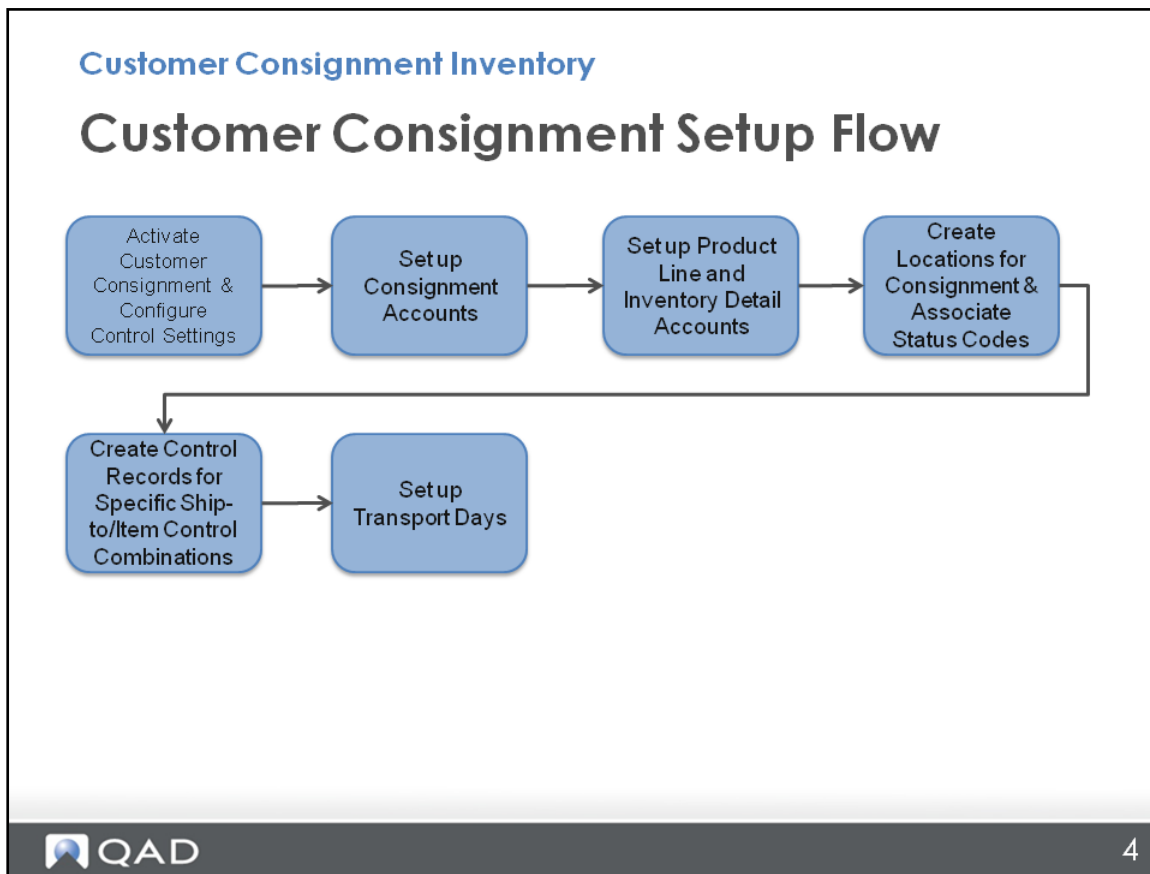 Customer Consignment Inventory
Customer Consignment Setup Flow
Activate
Customer
Consignment &
Configure
Control Settings
Set up
Consignment
Accounts
Set up Product
Line and
Inventory Detail
Accounts
Create
Locations for
Consignment &
Associate
Status Codes
Create Control
Records for
Specific Ship-
to/Item Control
Combinations
Set up
Transport Days
QAD
4